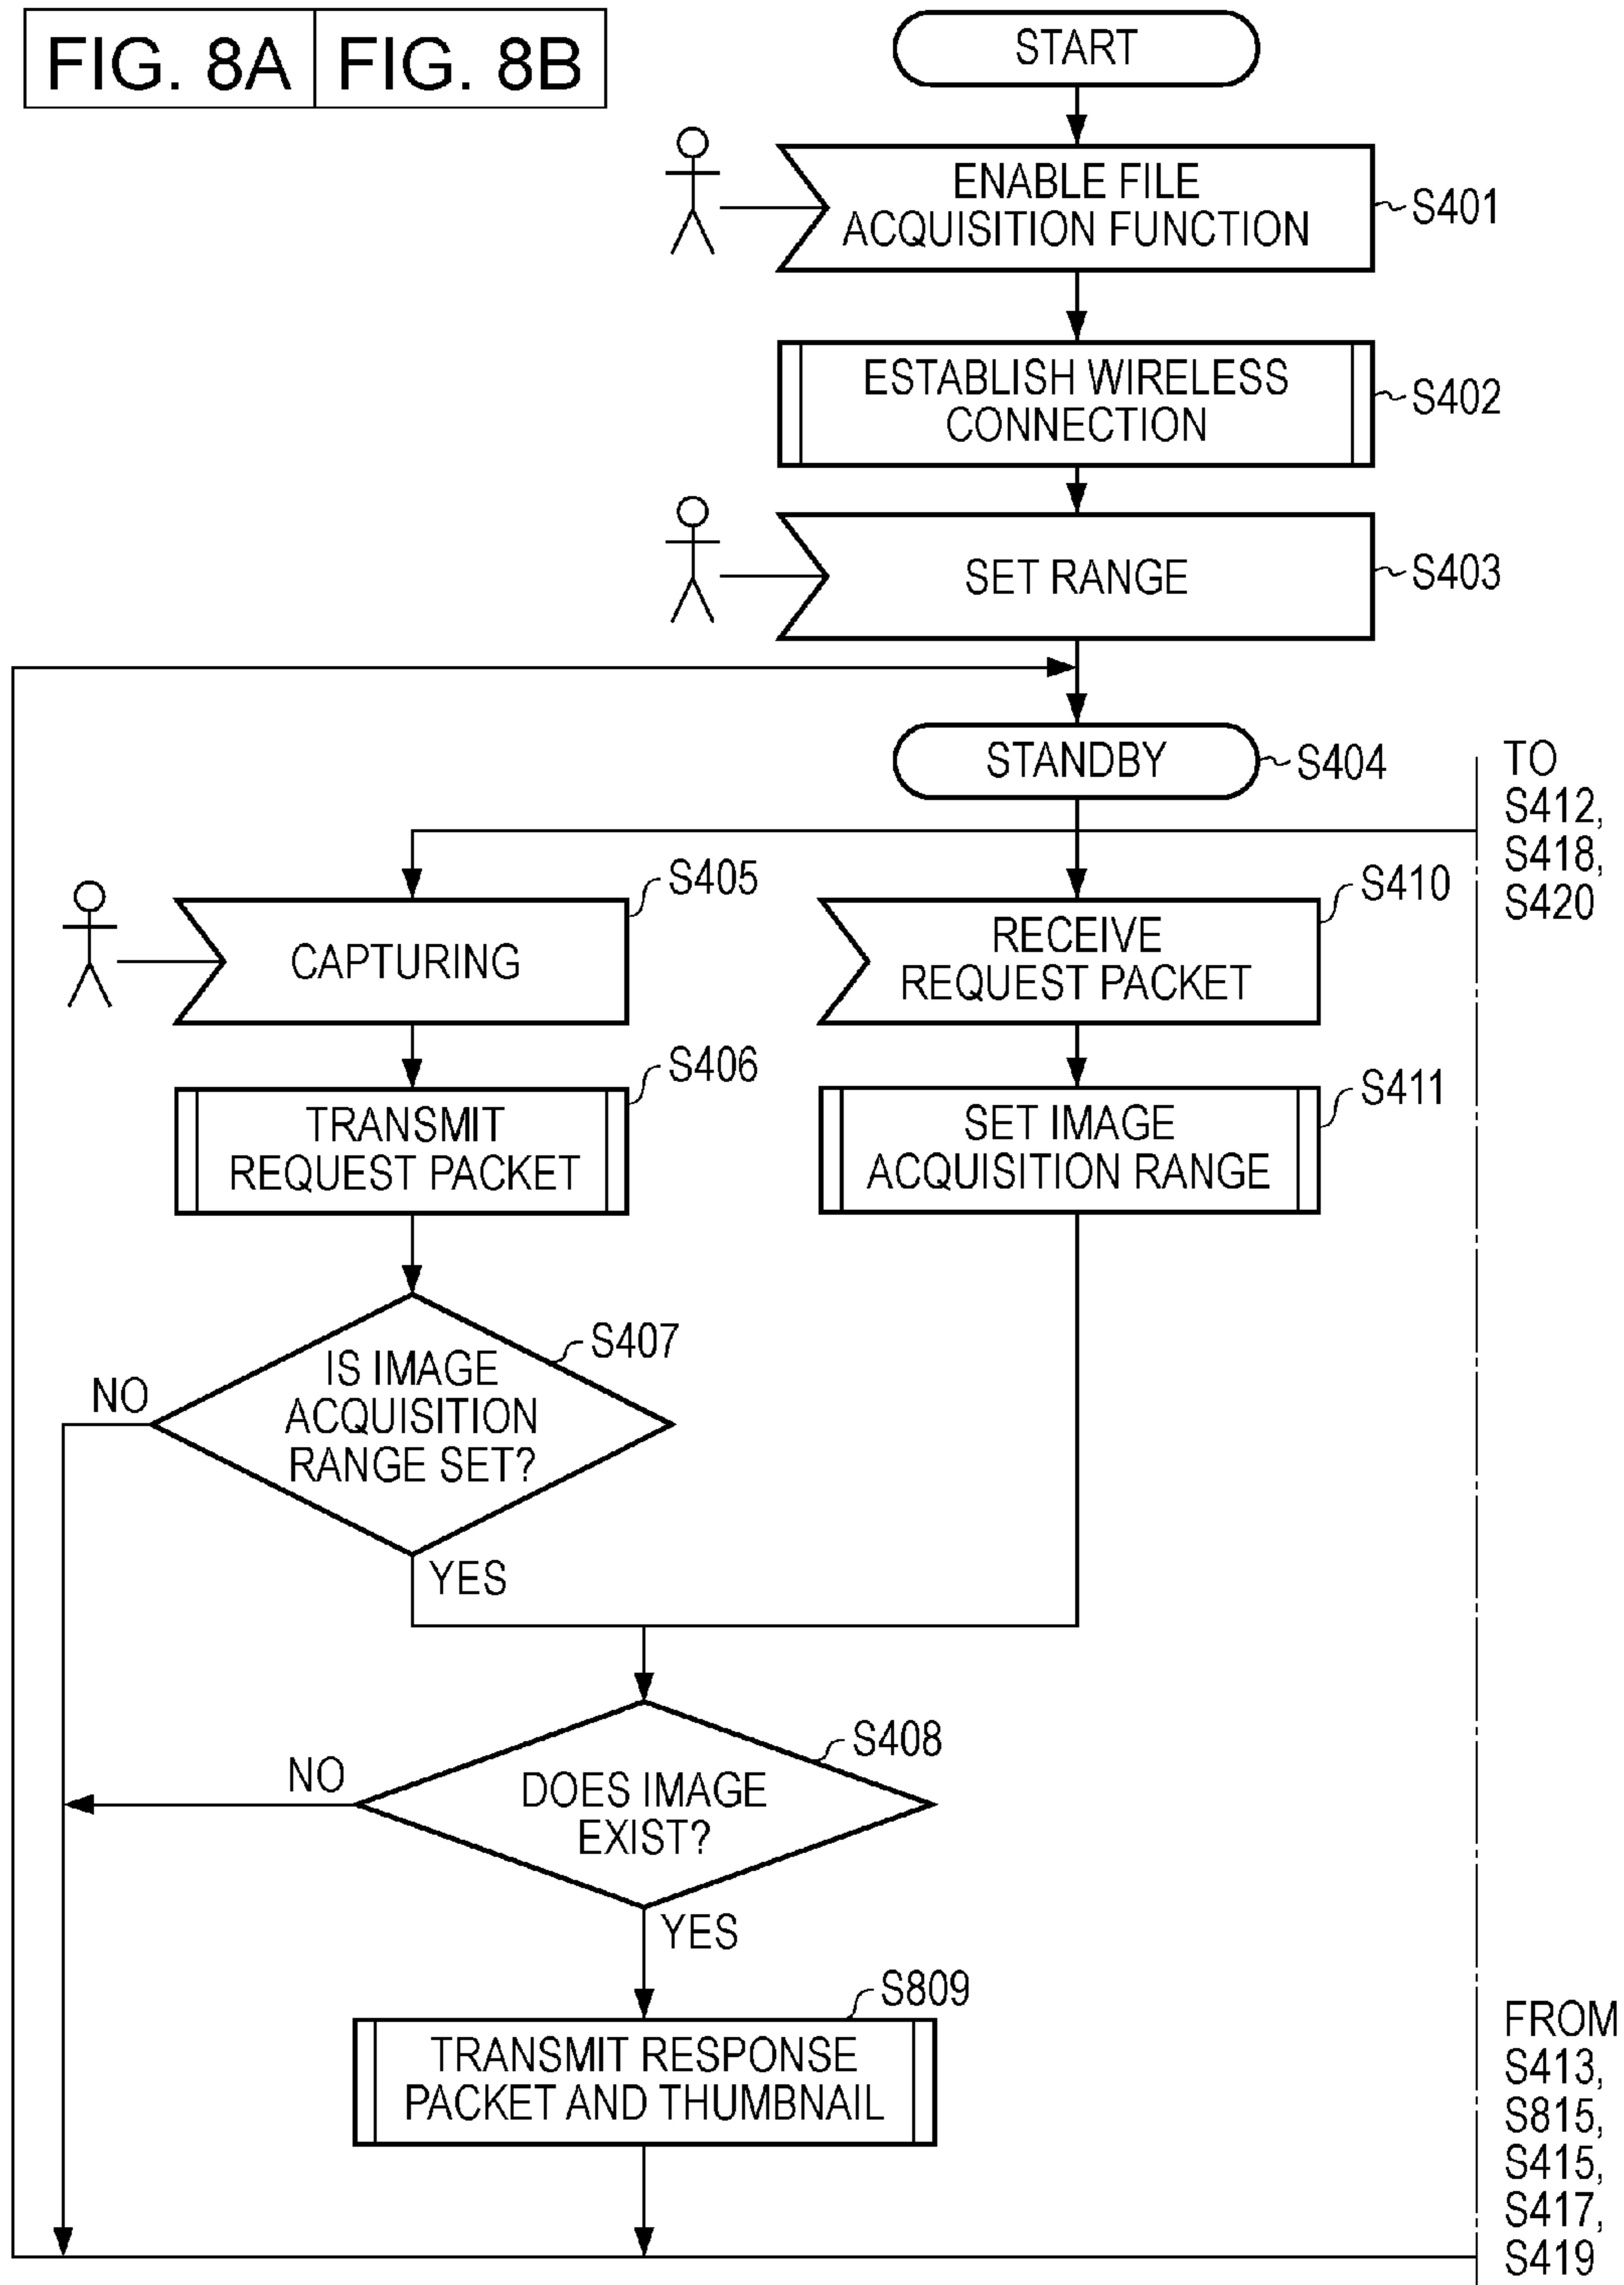 FIG. 8A FIG. 8B
START
ENABLE FILE
ACQUISITION FUNCTION
S401
ESTABLISH WIRELESS
CONNECTION
S402
SET RANGE
S403
STANDBY
S404
TO
S412,
S418,
S420
S405
CAPTURING
S410
RECEIVE
REQUEST PACKET
S406
TRANSMIT
REQUEST PACKET
S411
SET IMAGE
ACQUISITION RANGE
S407
IS IMAGE
ACQUISITION
RANGE SET?
NO
YES
S408
DOES IMAGE
EXIST?
NO
YES
S809
TRANSMIT RESPONSE
PACKET AND THUMBNAIL
FROM
S413,
S815,
S415,
S417,
S419